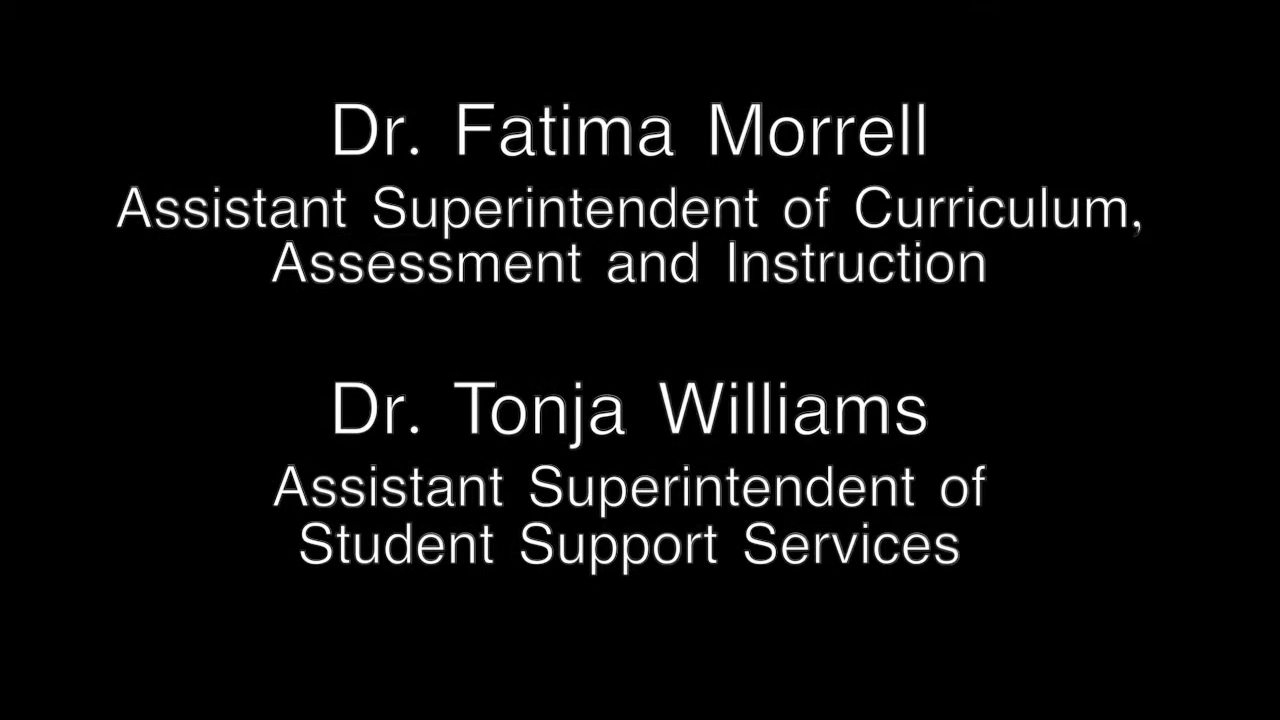 Dr. Fatima Morrell
Assistant Superintendent of Curriculum,
Assessment and Instruction
Dr. Tonja Williams
Assistant Superintendent of
Student Support Services